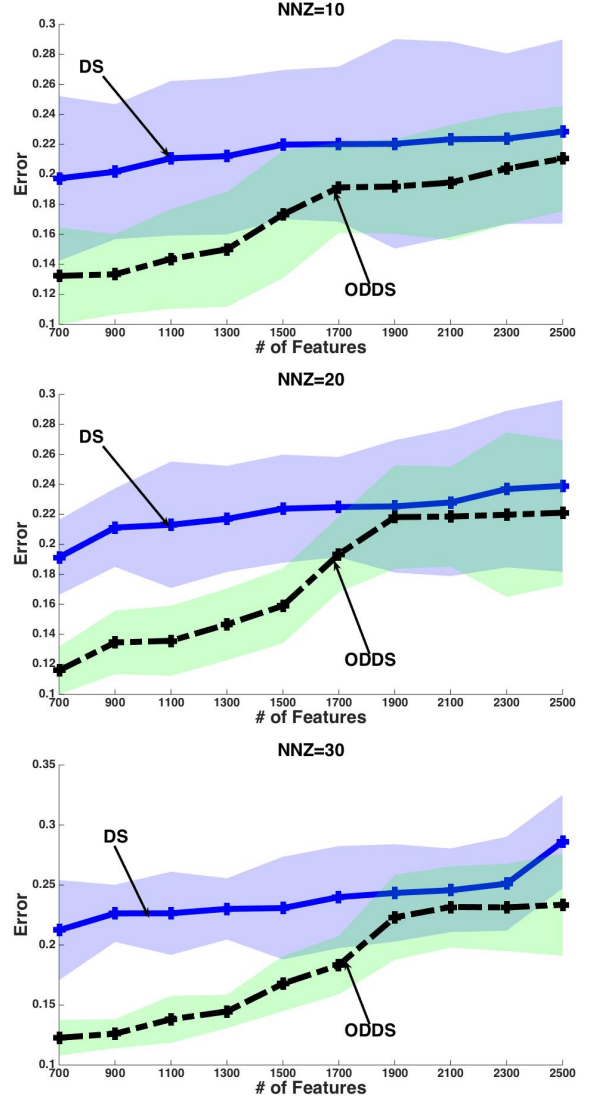 NNZ=10
0.3
0.28
0.26
0.24
0.22
0.2
0.18
0.16
0.14
0.12
0.1
Error
DS
ODDS
700 900 1100 1300 1500 1700 1900 2100 2300 2500
# of Features
NNZ=20
0.3
0.28
0.26
0.24
0.22
0.2
0.18
0.16
0.14
0.12
0.1
Error
DS
ODDS
700 900 1100 1300 1500 1700 1900 2100 2300 2500
# of Features
NNZ=30
0.35
0.3
0.25
0.2
0.15
0.1
Error
DS
ODDS
700 900 1100 1300 1500 1700 1900 2100 2300 2500
# of Features